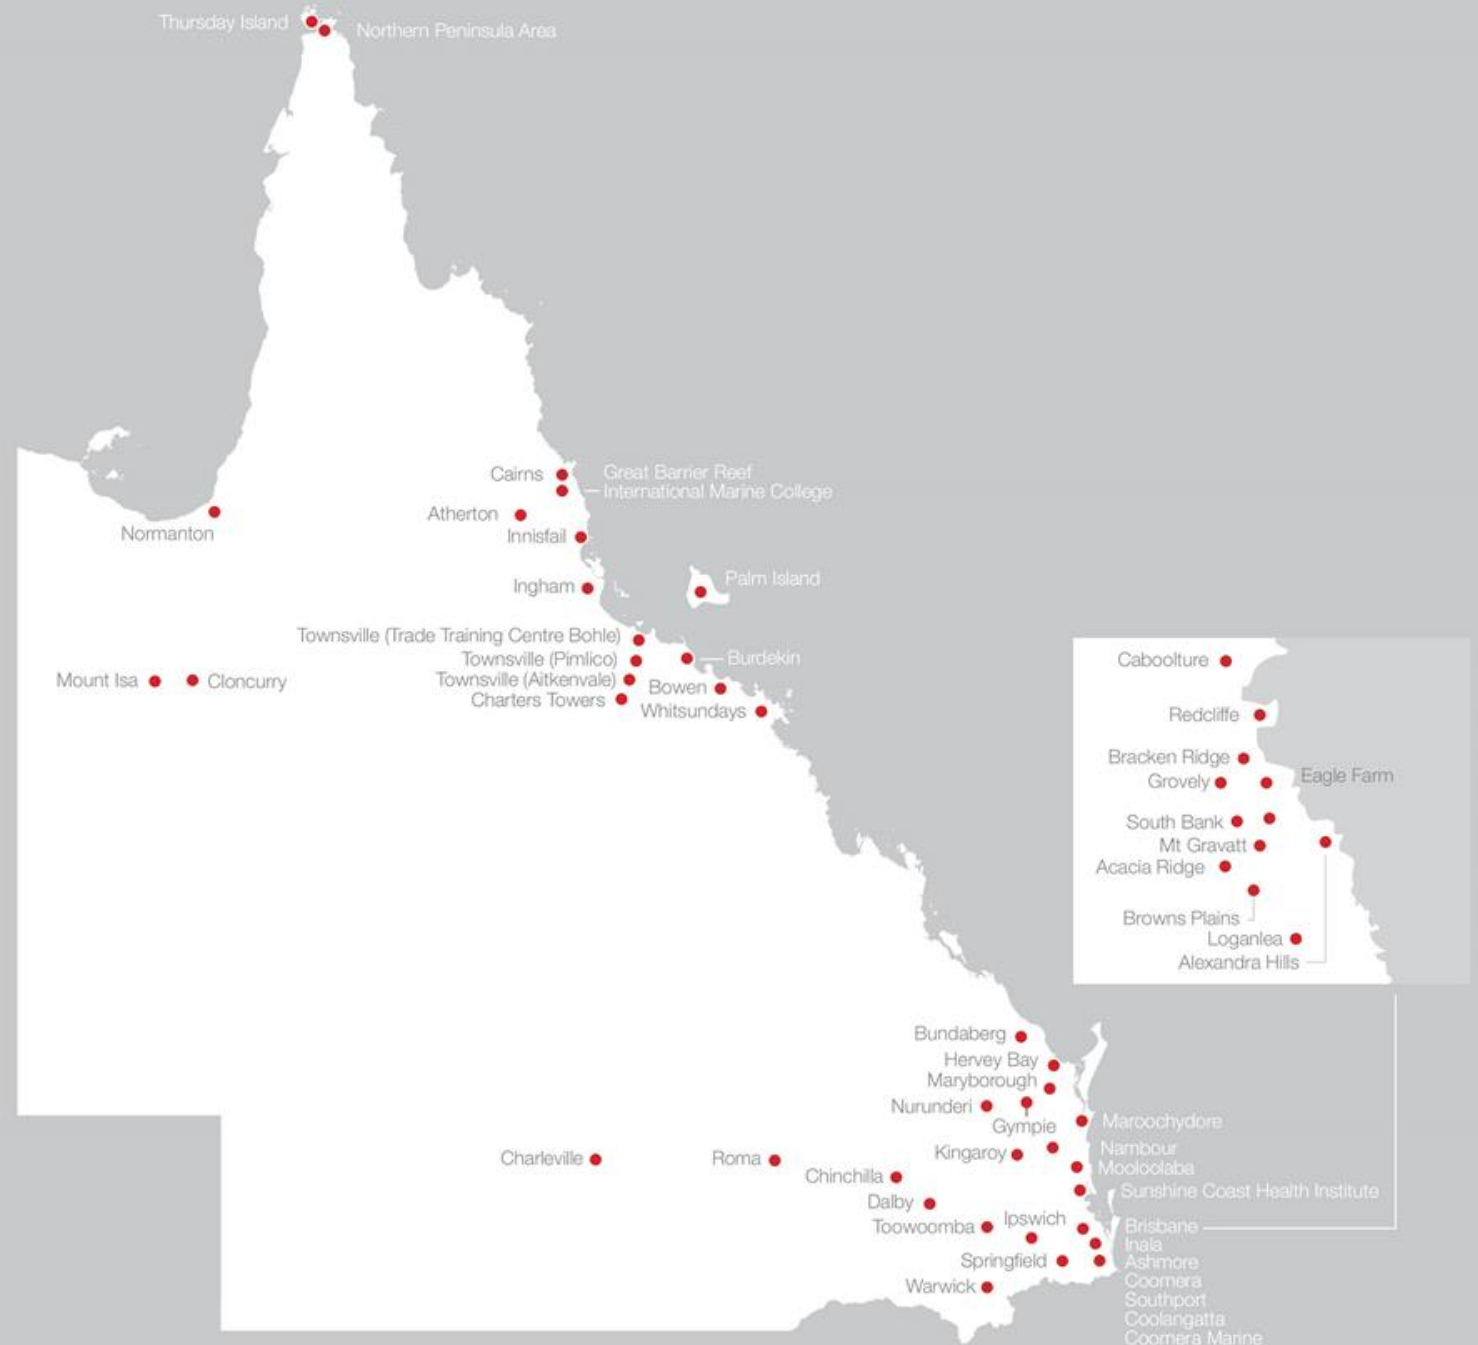 Thursday Island
Northern Peninsula Area
Cairns
Great Barrier Reef
International Marine College
Atherton
Normanton
Innisfail
Ingham
Palm Island
Townsville (Trade Training Centre Bohle)
Townsville (Pimlico)
Burdekin
Mount Isa
Cloncurry
Townsville (Aitkenvale)
Bowen
Charters Towers
Whitsundays
Caboolture
Redcliffe
Bracken Ridge
Grovely
Eagle Farm
South Bank
Mt Gravatt
Acacia Ridge
Browns Plains
Loganlea
Alexandra Hills
Bundaberg
Hervey Bay
Maryborough
Nurunderi
Gympie
Maroochydore
Kingaroy
Nambour
Mooloolaba
Charleville
Roma
Chinchilla
Sunshine Coast Health Institute
Dalby
Toowoomba
Ipswich
Brisbane
Inala
Springfield
Ashmore
Warwick
Coomera
Southport
Coolangatta
Coomera Marine